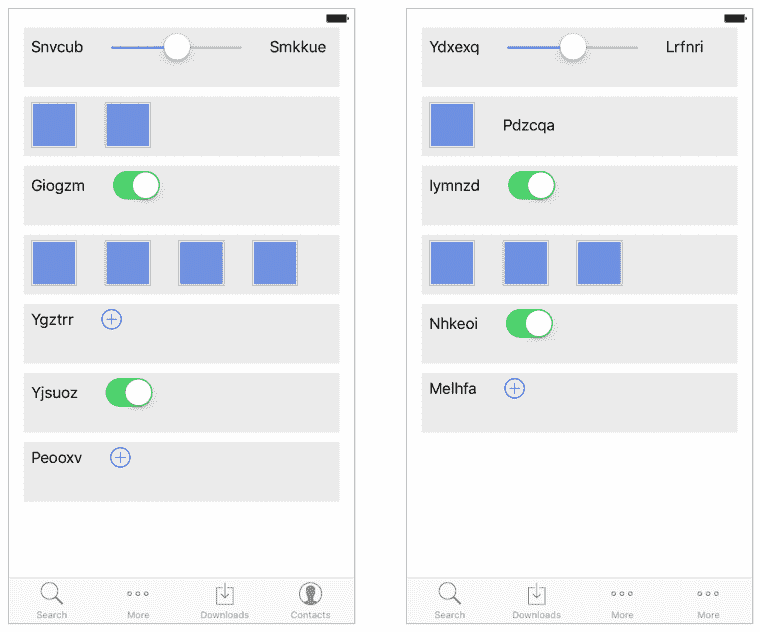 Snvcub Smkkue
Giogzm
Ygztrr
Yjsuoz
Peooxv
Search More Downloads Contacts
Ydxexq Lrfnri
Pdzcqa
Iymnzd
Nhkeoi
Melhfa
Search Downloads More More